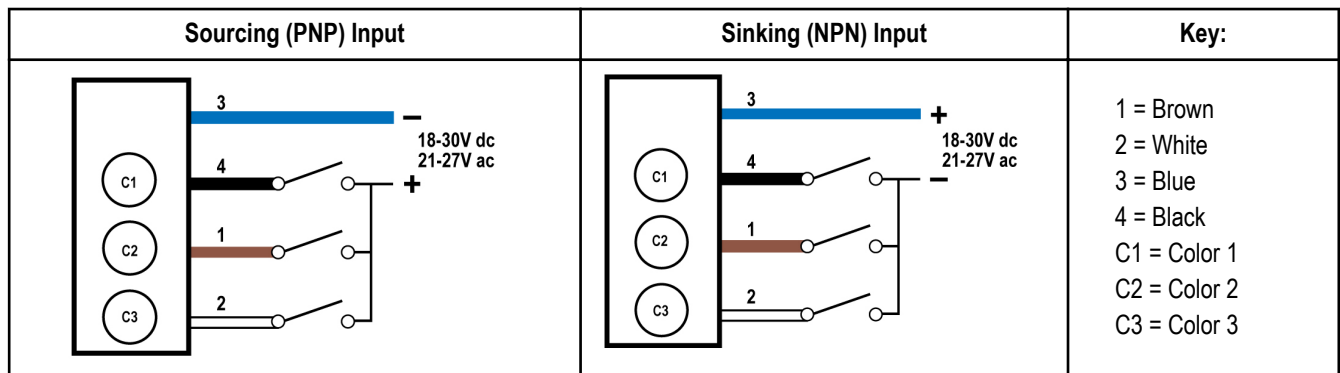 Sourcing (PNP) Input
Sinking (NPN) Input
Key:
3
−
18-30V dc
21-27V ac
C1
4
+
C2
1
C3
2
3
+
18-30V dc
21-27V ac
C1
4
−
C2
1
C3
2
1 = Brown
2 = White
3 = Blue
4 = Black
C1 = Color 1
C2 = Color 2
C3 = Color 3